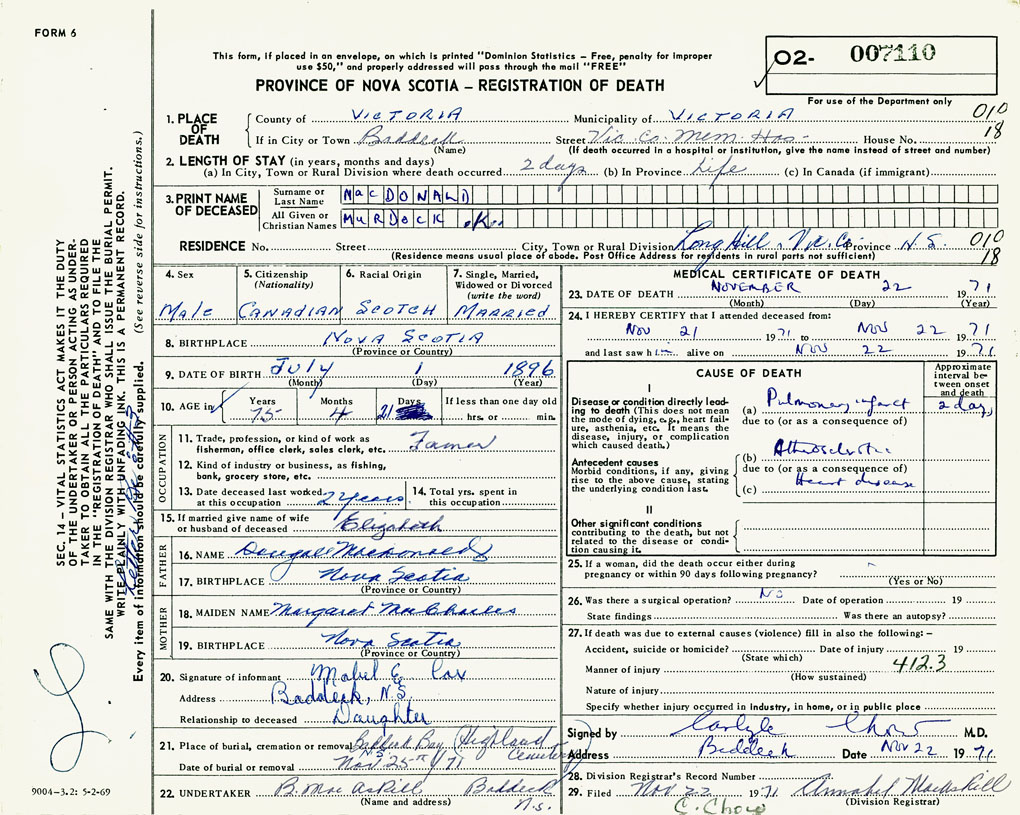 FORM 6
This form, if placed in an envelope, on which is printed "Dominion Statistics – Free, penalty for improper
use $50," and properly addressed will pass through the mail "FREE"
02- 007110
PROVINCE OF NOVA SCOTIA – REGISTRATION OF DEATH
For use of the Department only
1. PLACE OF DEATH
County of VICTORIA Municipality of VICTORIA 010
If in City or Town Baddeck Street Vic. Co. Mem. Hos- House No. 18
(Name) (If death occurred in a hospital or institution, give the name instead of street and number)
2. LENGTH OF STAY (in years, months and days)
(a) In City, Town or Rural Division where death occurred 2 days (b) In Province Life (c) In Canada (if immigrant)
3. PRINT NAME OF DECEASED
Surname or Last Name MacDONALD
All Given or Christian Names MURDOCK .K.
RESIDENCE No. Street City, Town or Rural Division Long Hill, Vic. Co. Province N.S. 010
(Residence means usual place of abode. Post Office Address for residents in rural parts not sufficient) 18
4. Sex Male
5. Citizenship (Nationality) CANADIAN
6. Racial Origin SCOTCH
7. Single, Married, Widowed or Divorced (write the word) MARRIED
8. BIRTHPLACE NOVA SCOTIA
(Province or Country)
9. DATE OF BIRTH JULY 1 1896
(Month) (Day) (Year)
10. AGE in Years 75 Months 4 Days 21 If less than one day old hrs. or min.
OCCUPATION
11. Trade, profession, or kind of work as
fisherman, office clerk, sales clerk, etc. Farmer
12. Kind of industry or business, as fishing,
bank, grocery store, etc.
13. Date deceased last worked
at this occupation 2 years
14. Total yrs. spent in
this occupation
15. If married give name of wife
or husband of deceased Elizabeth
FATHER
16. NAME Dougall Macdonald
17. BIRTHPLACE Nova Scotia
(Province or Country)
MOTHER
18. MAIDEN NAME Margaret MacCharles
19. BIRTHPLACE Nova Scotia
(Province or Country)
20. Signature of informant Mabel E Cox
Address Baddeck, N.S.
Relationship to deceased Daughter
21. Place of burial, cremation or removal Baddeck Bay (Highland Cemetery)
N.S.
Date of burial or removal Nov 25th/71
22. UNDERTAKER B. MacAskill Baddeck
(Name and address) N.S.
MEDICAL CERTIFICATE OF DEATH
23. DATE OF DEATH NOVEMBER 22 1971
(Month) (Day) (Year)
24. I HEREBY CERTIFY that I attended deceased from:
Nov 21 1971 to Nov 22 1971
and last saw him alive on Nov 22 1971
CAUSE OF DEATH
Approximate interval between onset and death
I
Disease or condition directly leading to death (This does not mean
the mode of dying, e.g., heart failure, asthenia, etc. It means the
disease, injury, or complication
which caused death.)
(a) Pulmonary infarct 2 days
due to (or as a consequence of)
Antecedent causes
Morbid conditions, if any, giving
rise to the above cause, stating
the underlying condition last.
(b) Atherosclerotic
due to (or as a consequence of)
(c) Heart disease
II
Other significant conditions
contributing to the death, but not
related to the disease or condition causing it.
25. If a woman, did the death occur either during
pregnancy or within 90 days following pregnancy?
(Yes or No)
26. Was there a surgical operation? No Date of operation 19
State findings Was there an autopsy?
27. If death was due to external causes (violence) fill in also the following: –
Accident, suicide or homicide? Date of injury 19
(State which) 412.3
Manner of injury
(How sustained)
Nature of injury
Specify whether injury occurred in industry, in home, or in public place
Signed by Carlyle Chow M.D.
Address Baddeck Date Nov 22 1971
28. Division Registrar's Record Number
29. Filed Nov 22 1971 Annabel MacAskill
(Division Registrar)
C. Chow
SEC. 14 – VITAL STATISTICS ACT MAKES IT THE DUTY
OF THE UNDERTAKER OR PERSON ACTING AS UNDER-
TAKER TO OBTAIN ALL THE PARTICULARS REQUIRED
IN THE "REGISTRATION OF DEATH" AND TO FILE THE
SAME WITH THE DIVISION REGISTRAR WHO SHALL ISSUE THE BURIAL PERMIT.
WRITE PLAINLY WITH UNFADING INK. THIS IS A PERMANENT RECORD.
Every item of information should be carefully supplied. (See reverse side for instructions.)
9004-3.2: 5-2-69